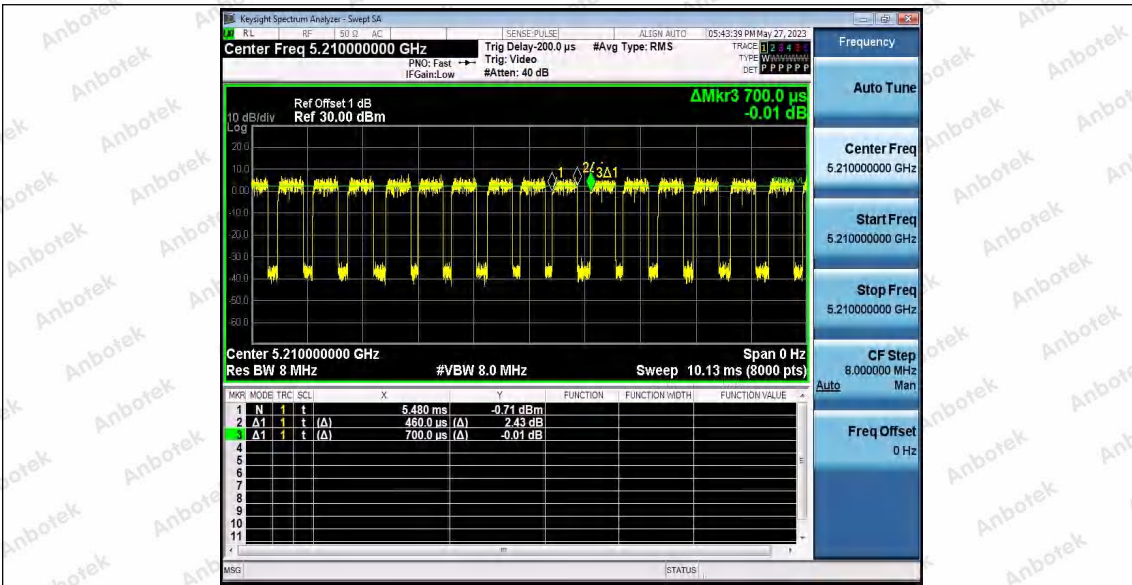 Keysight Spectrum Analyzer - Swept SA
RL RF 50 Ω AC SENSE:PULSE ALIGN AUTO 05:43:39 PM May 27, 2023
Center Freq 5.210000000 GHz
PNO: Fast
IFGain:Low
Trig Delay-200.0 µs
Trig: Video
#Atten: 40 dB
#Avg Type: RMS
TRACE 1 2 3 4 5 6
TYPE W
DET P P P P P P
ΔMkr3 700.0 µs
-0.01 dB
Ref Offset 1 dB
10 dB/div Ref 30.00 dBm
Log
20.0
10.0
0.00
-10.0
-20.0
-30.0
-40.0
-50.0
-60.0
1
3Δ1
Center 5.210000000 GHz Span 0 Hz
Res BW 8 MHz #VBW 8.0 MHz Sweep 10.13 ms (8000 pts)
MKR MODE TRC SCL X Y FUNCTION FUNCTION WIDTH FUNCTION VALUE
1 N 1 t 5.480 ms -0.71 dBm
2 Δ1 1 t (Δ) 460.0 µs (Δ) 2.43 dB
3 Δ1 1 t (Δ) 700.0 µs (Δ) -0.01 dB
4
5
6
7
8
9
10
11
MSG STATUS
Frequency
Auto Tune
Center Freq
5.210000000 GHz
Start Freq
5.210000000 GHz
Stop Freq
5.210000000 GHz
CF Step
8.000000 MHz
Auto Man
Freq Offset
0 Hz
Anbotek